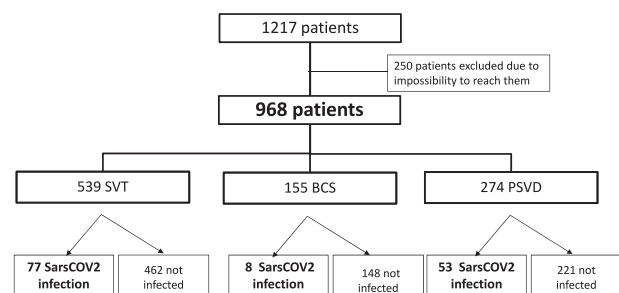 1217 patients
250 patients excluded due to
impossibility to reach them
968 patients
539 SVT
155 BCS
274 PSVD
77 SarsCOV2
infection
462 not
infected
8 SarsCOV2
infection
148 not
infected
53 SarsCOV2
infection
221 not
infected